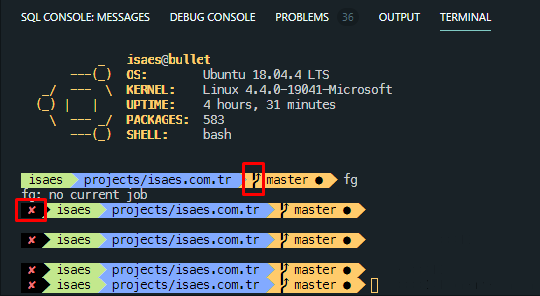 SQL CONSOLE: MESSAGES DEBUG CONSOLE PROBLEMS 36 OUTPUT TERMINAL
isaes@bullet
OS: Ubuntu 18.04.4 LTS
KERNEL: Linux 4.4.0-19041-Microsoft
UPTIME: 4 hours, 31 minutes
PACKAGES: 583
SHELL: bash
isaes projects/isaes.com.tr master ● fg
fg: no current job
✘ isaes projects/isaes.com.tr master ●
isaes projects/isaes.com.tr master ●
✘ isaes projects/isaes.com.tr master ●
✘ isaes projects/isaes.com.tr master ●